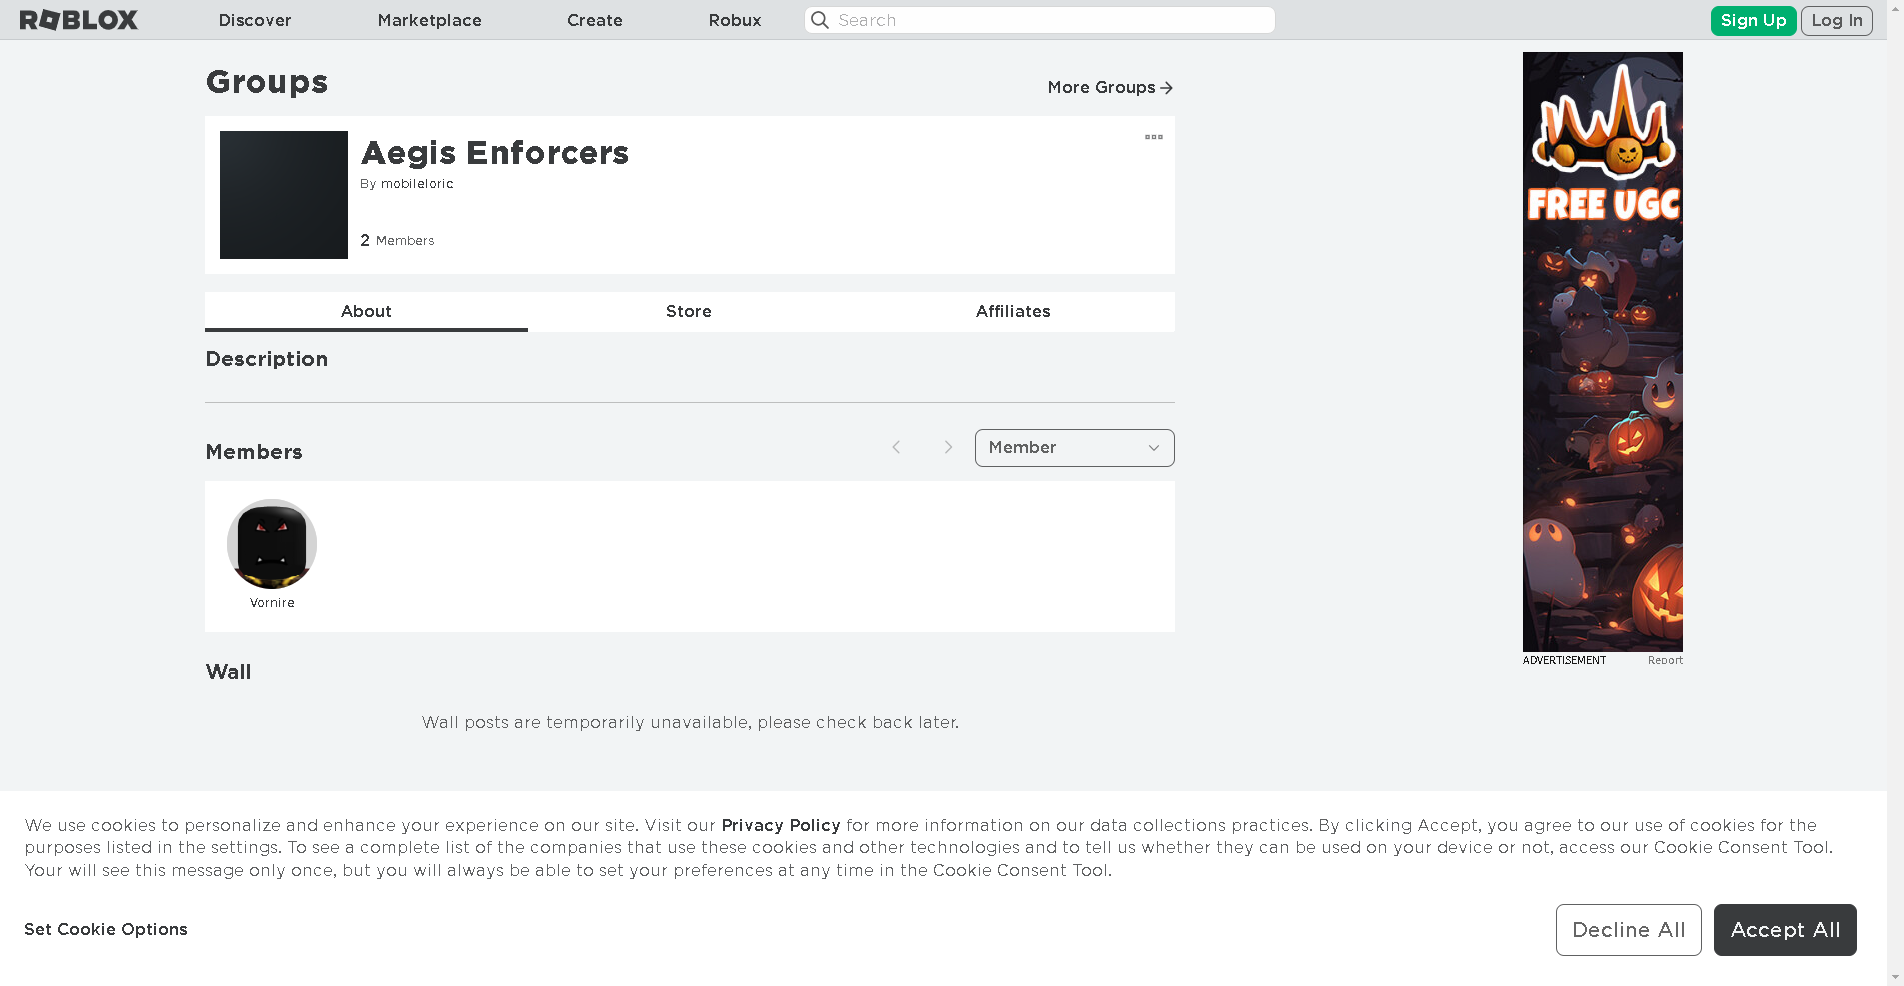 ROBLOX
Discover
Marketplace
Create
Robux
Search
Sign Up
Log In
Groups
More Groups
Aegis Enforcers
By mobileloric
2 Members
About
Store
Affiliates
Description
Members
Member
Vornire
Wall
Wall posts are temporarily unavailable, please check back later.
FREE UGC
ADVERTISEMENT
Report
We use cookies to personalize and enhance your experience on our site. Visit our Privacy Policy for more information on our data collections practices. By clicking Accept, you agree to our use of cookies for the
purposes listed in the settings. To see a complete list of the companies that use these cookies and other technologies and to tell us whether they can be used on your device or not, access our Cookie Consent Tool.
Your will see this message only once, but you will always be able to set your preferences at any time in the Cookie Consent Tool.
Set Cookie Options
Decline All
Accept All